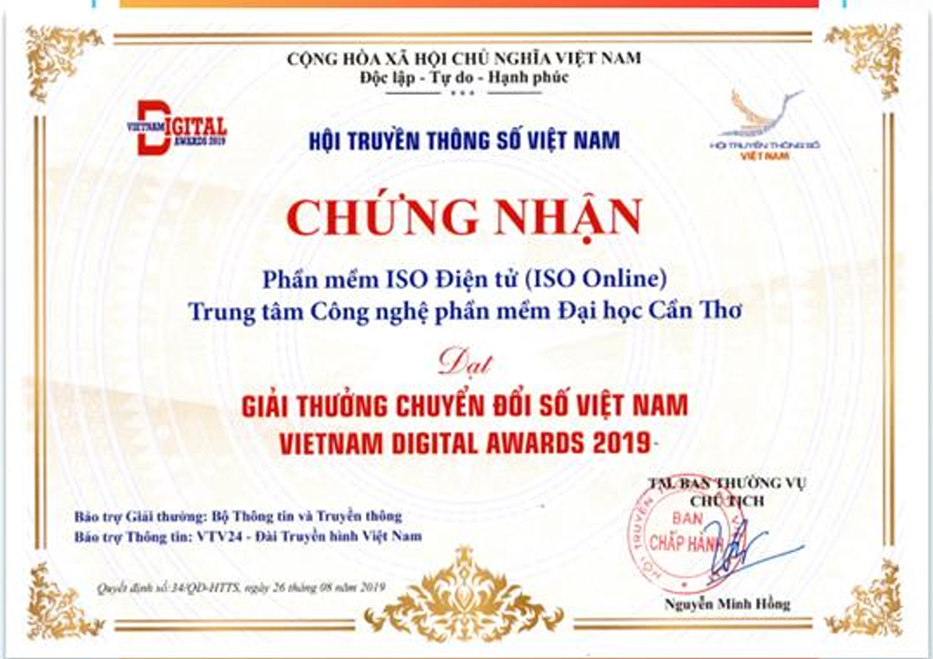 CỘNG HÒA XÃ HỘI CHỦ NGHĨA VIỆT NAM
Độc lập - Tự do - Hạnh phúc
VIETNAM DIGITAL
AWARDS 2019
HỘI TRUYỀN THÔNG SỐ VIỆT NAM
HỘI TRUYỀN THÔNG SỐ
VIỆT NAM
CHỨNG NHẬN
Phần mềm ISO Điện tử (ISO Online)
Trung tâm Công nghệ phần mềm Đại học Cần Thơ
Đạt
GIẢI THƯỞNG CHUYỂN ĐỔI SỐ VIỆT NAM
VIETNAM DIGITAL AWARDS 2019
TM. BAN THƯỜNG VỤ
CHỦ TỊCH
HỘI TRUYỀN
BAN
CHẤP HÀNH
Bảo trợ Giải thưởng: Bộ Thông tin và Truyền thông
Bảo trợ Thông tin: VTV24 - Đài Truyền hình Việt Nam
Quyết định số:34/QD-HTTS, ngày 26 tháng 08 năm 2019
Nguyễn Minh Hồng